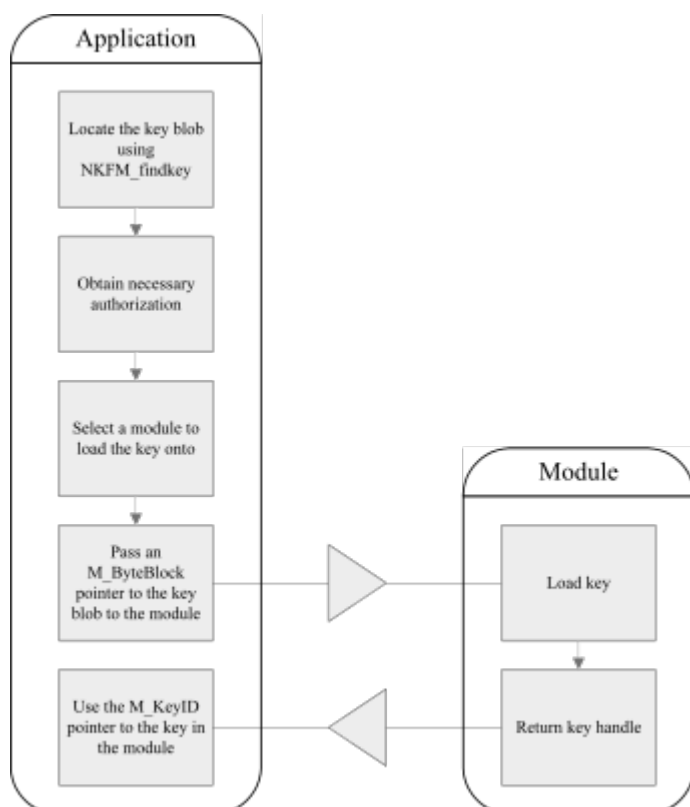 Application
Locate the key blob
using
NKFM_findkey
Obtain necessary
authorization
Select a module to
load the key onto
Pass an
M_ByteBlock
pointer to the key
blob to the module
Use the M_KeyID
pointer to the key in
the module
Module
Load key
Return key handle